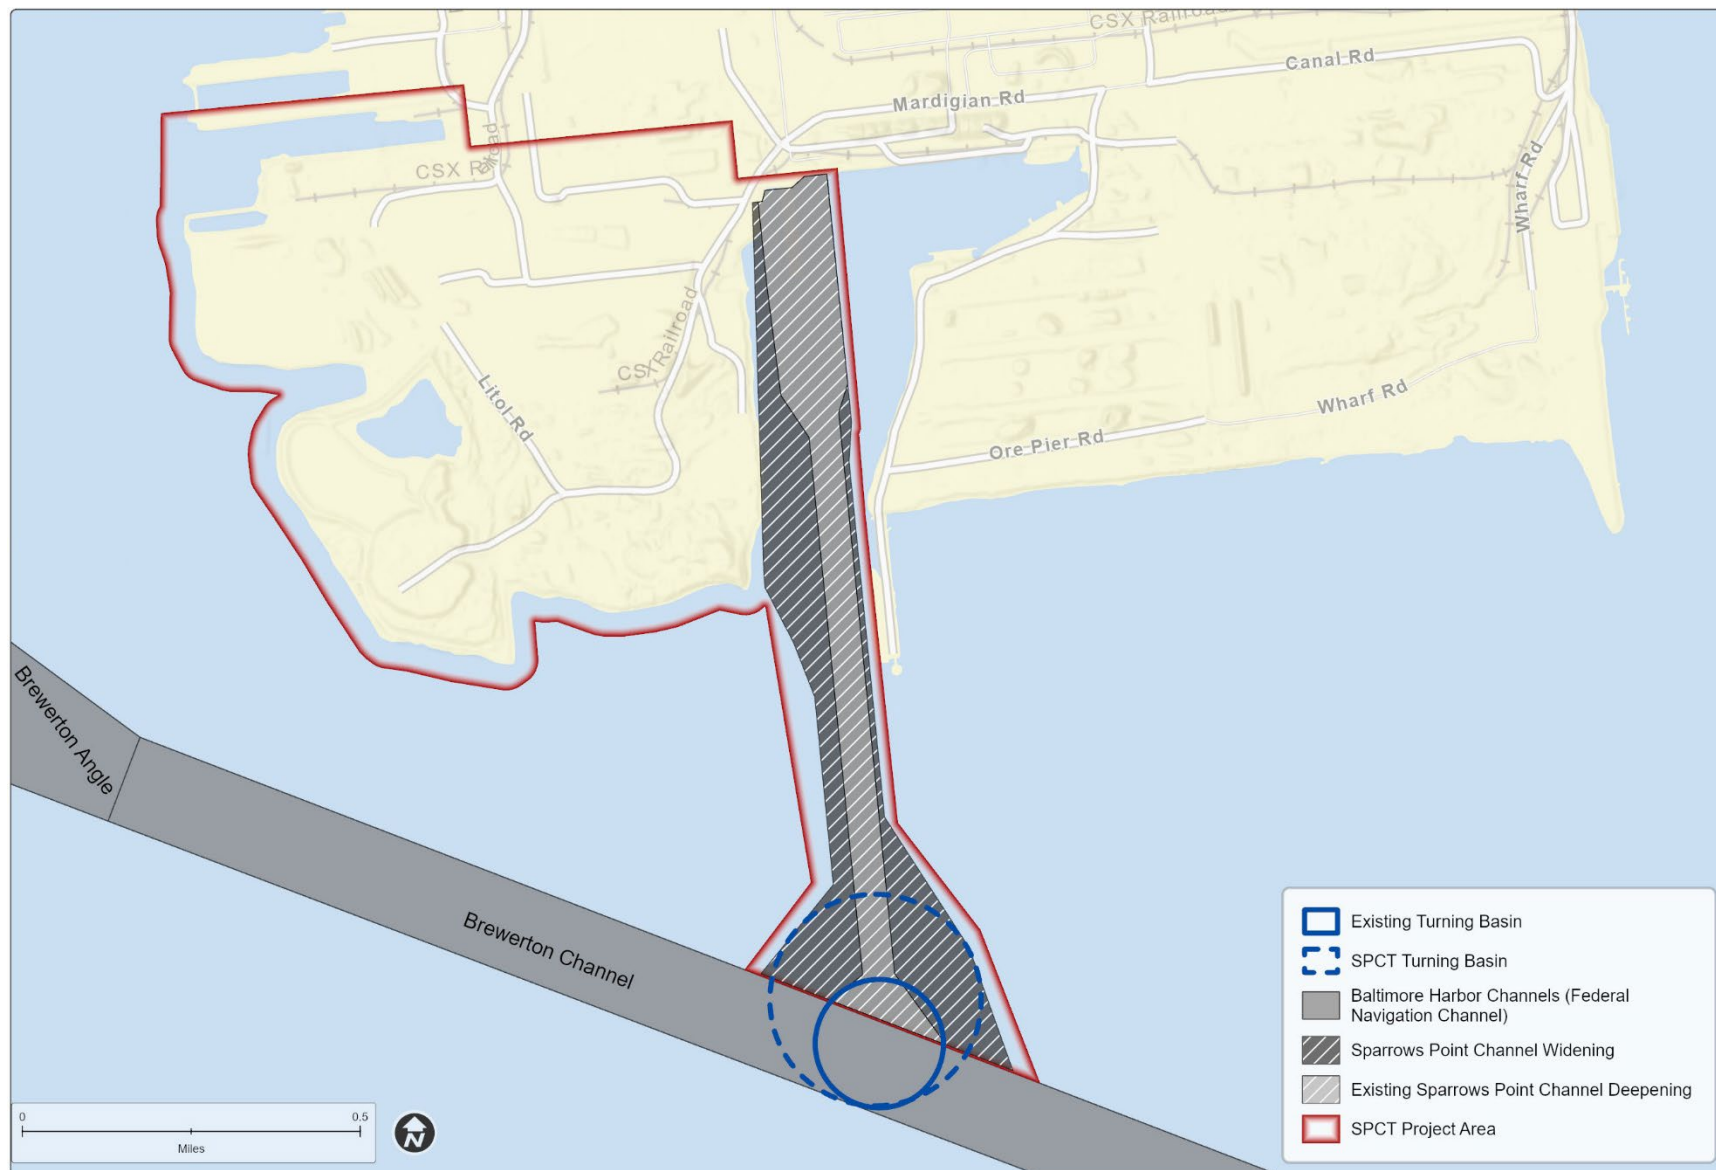 CSX Railroad
Canal Rd
Mardigian Rd
CSX R
lroad
Wharf Rd
CSX
Railroad
Litol Rd
Wharf Rd
Ore Pier Rd
Brewerton Angle
Brewerton Channel
Existing Turning Basin
SPCT Turning Basin
Baltimore Harbor Channels (Federal
Navigation Channel)
Sparrows Point Channel Widening
Existing Sparrows Point Channel Deepening
SPCT Project Area
0 0.5
Miles
N